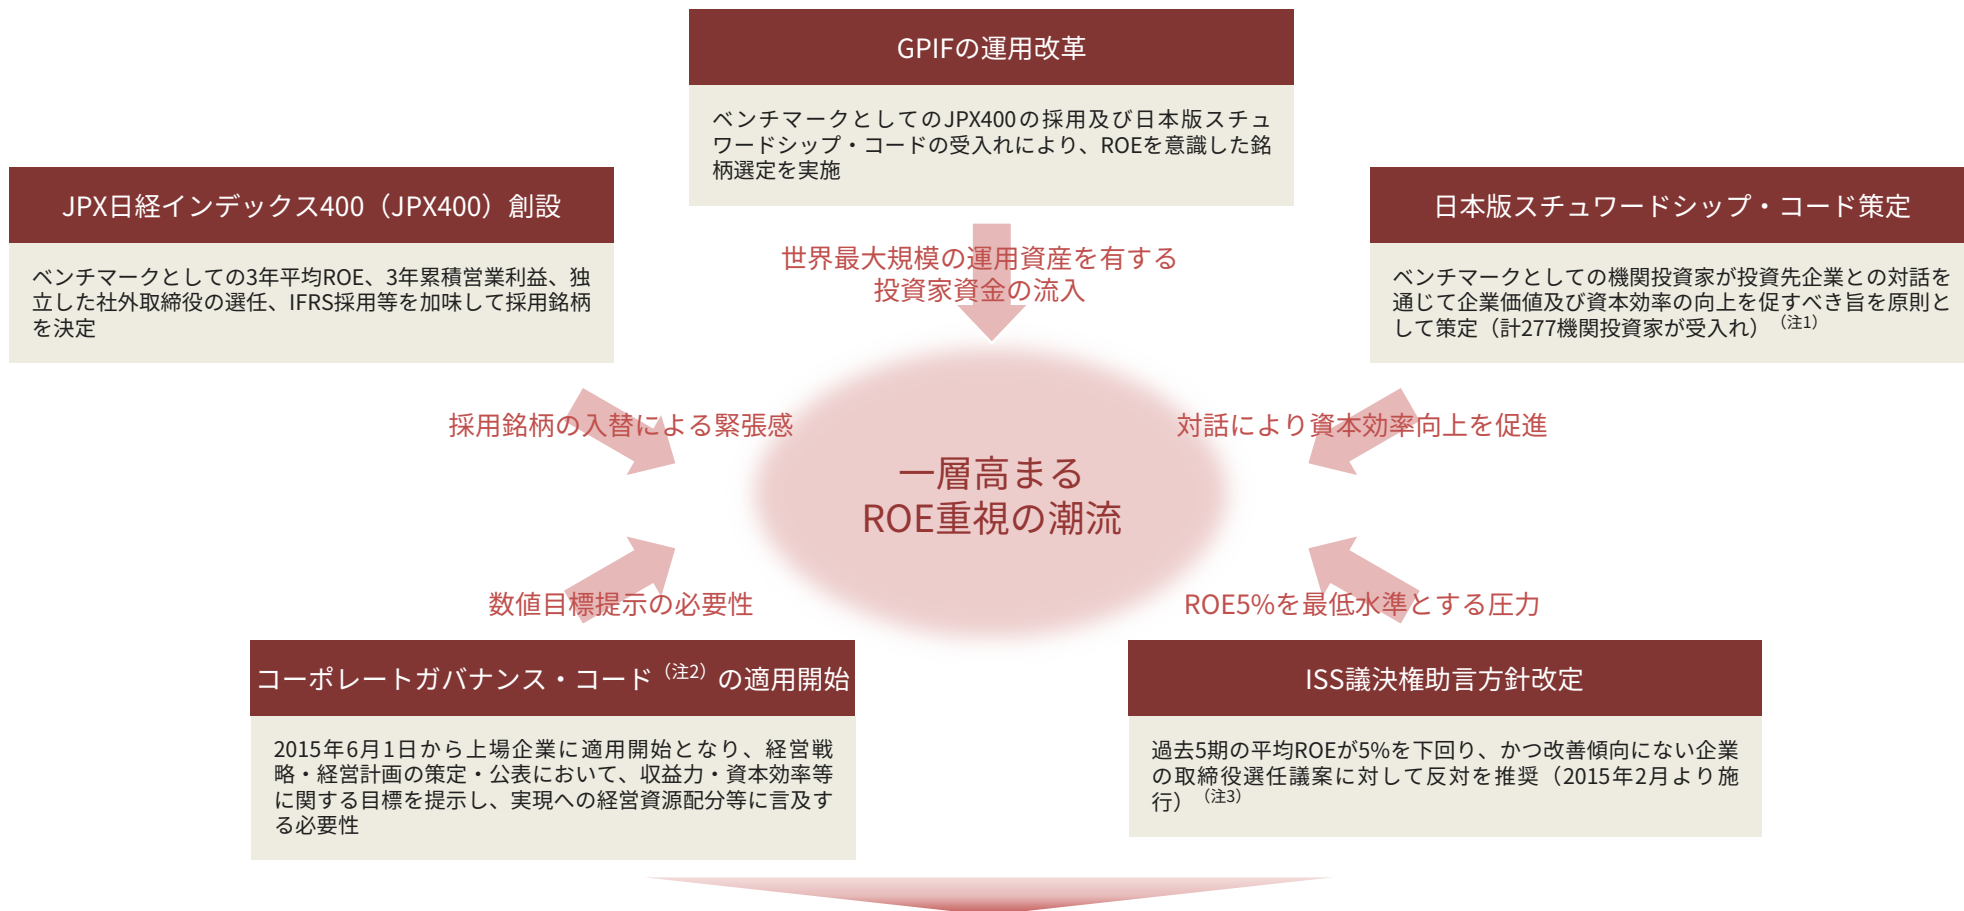 GPIFの運用改革
ベンチマークとしてのJPX400の採用及び日本版スチュ
ワードシップ・コードの受入れにより、ROEを意識した銘
柄選定を実施
JPX日経インデックス400（JPX400）創設
ベンチマークとしての3年平均ROE、3年累積営業利益、独
立した社外取締役の選任、IFRS採用等を加味して採用銘柄
を決定
日本版スチュワードシップ・コード策定
ベンチマークとしての機関投資家が投資先企業との対話を
通じて企業価値及び資本効率の向上を促すべき旨を原則と
して策定（計277機関投資家が受入れ）（注1）
世界最大規模の運用資産を有する
投資家資金の流入
採用銘柄の入替による緊張感
対話により資本効率向上を促進
一層高まる
ROE重視の潮流
数値目標提示の必要性
ROE5%を最低水準とする圧力
コーポレートガバナンス・コード（注2）の適用開始
2015年6月1日から上場企業に適用開始となり、経営戦
略・経営計画の策定・公表において、収益力・資本効率等
に関する目標を提示し、実現への経営資源配分等に言及す
る必要性
ISS議決権助言方針改定
過去5期の平均ROEが5%を下回り、かつ改善傾向にない企業
の取締役選任議案に対して反対を推奨（2015年2月より施
行）（注3）